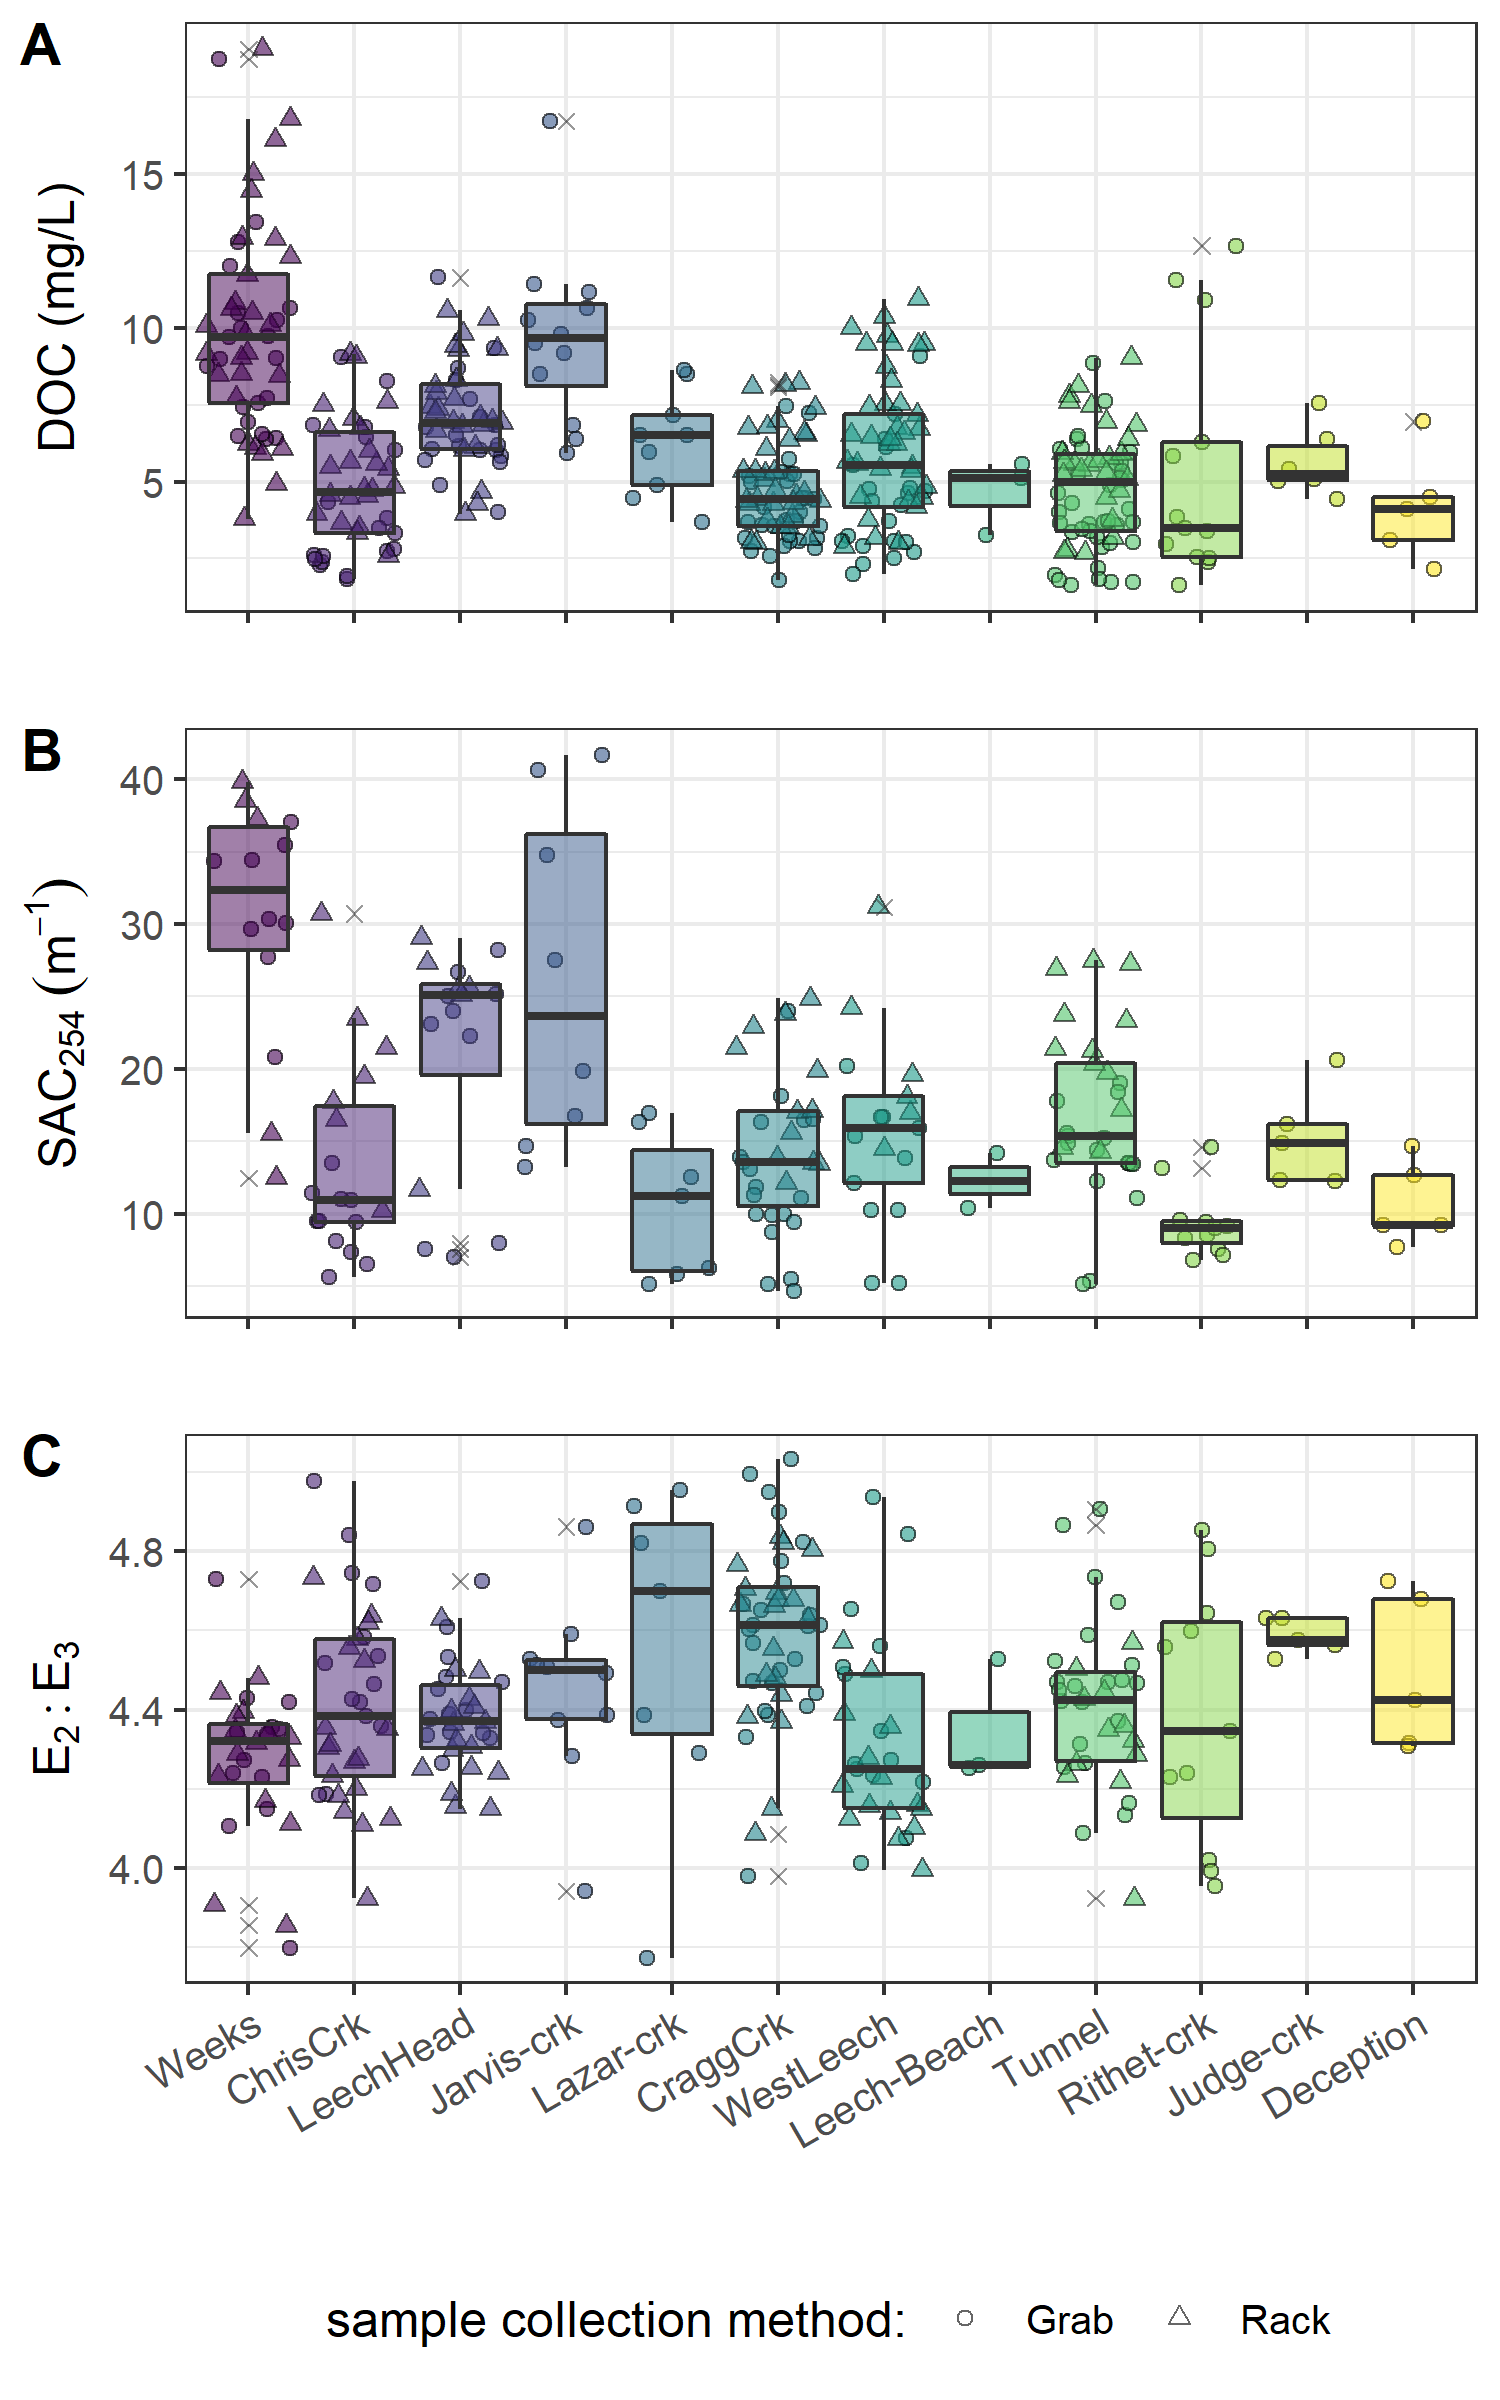 A
DOC (mg/L)
15
10
5
B
SAC₂₅₄ (m⁻¹)
40
30
20
10
C
E₂ : E₃
4.8
4.4
4.0
Weeks
ChrisCrk
LeechHead
Jarvis-crk
Lazar-crk
CraggCrk
WestLeech
Leech-Beach
Tunnel
Rithet-crk
Judge-crk
Deception
sample collection method: Grab Rack